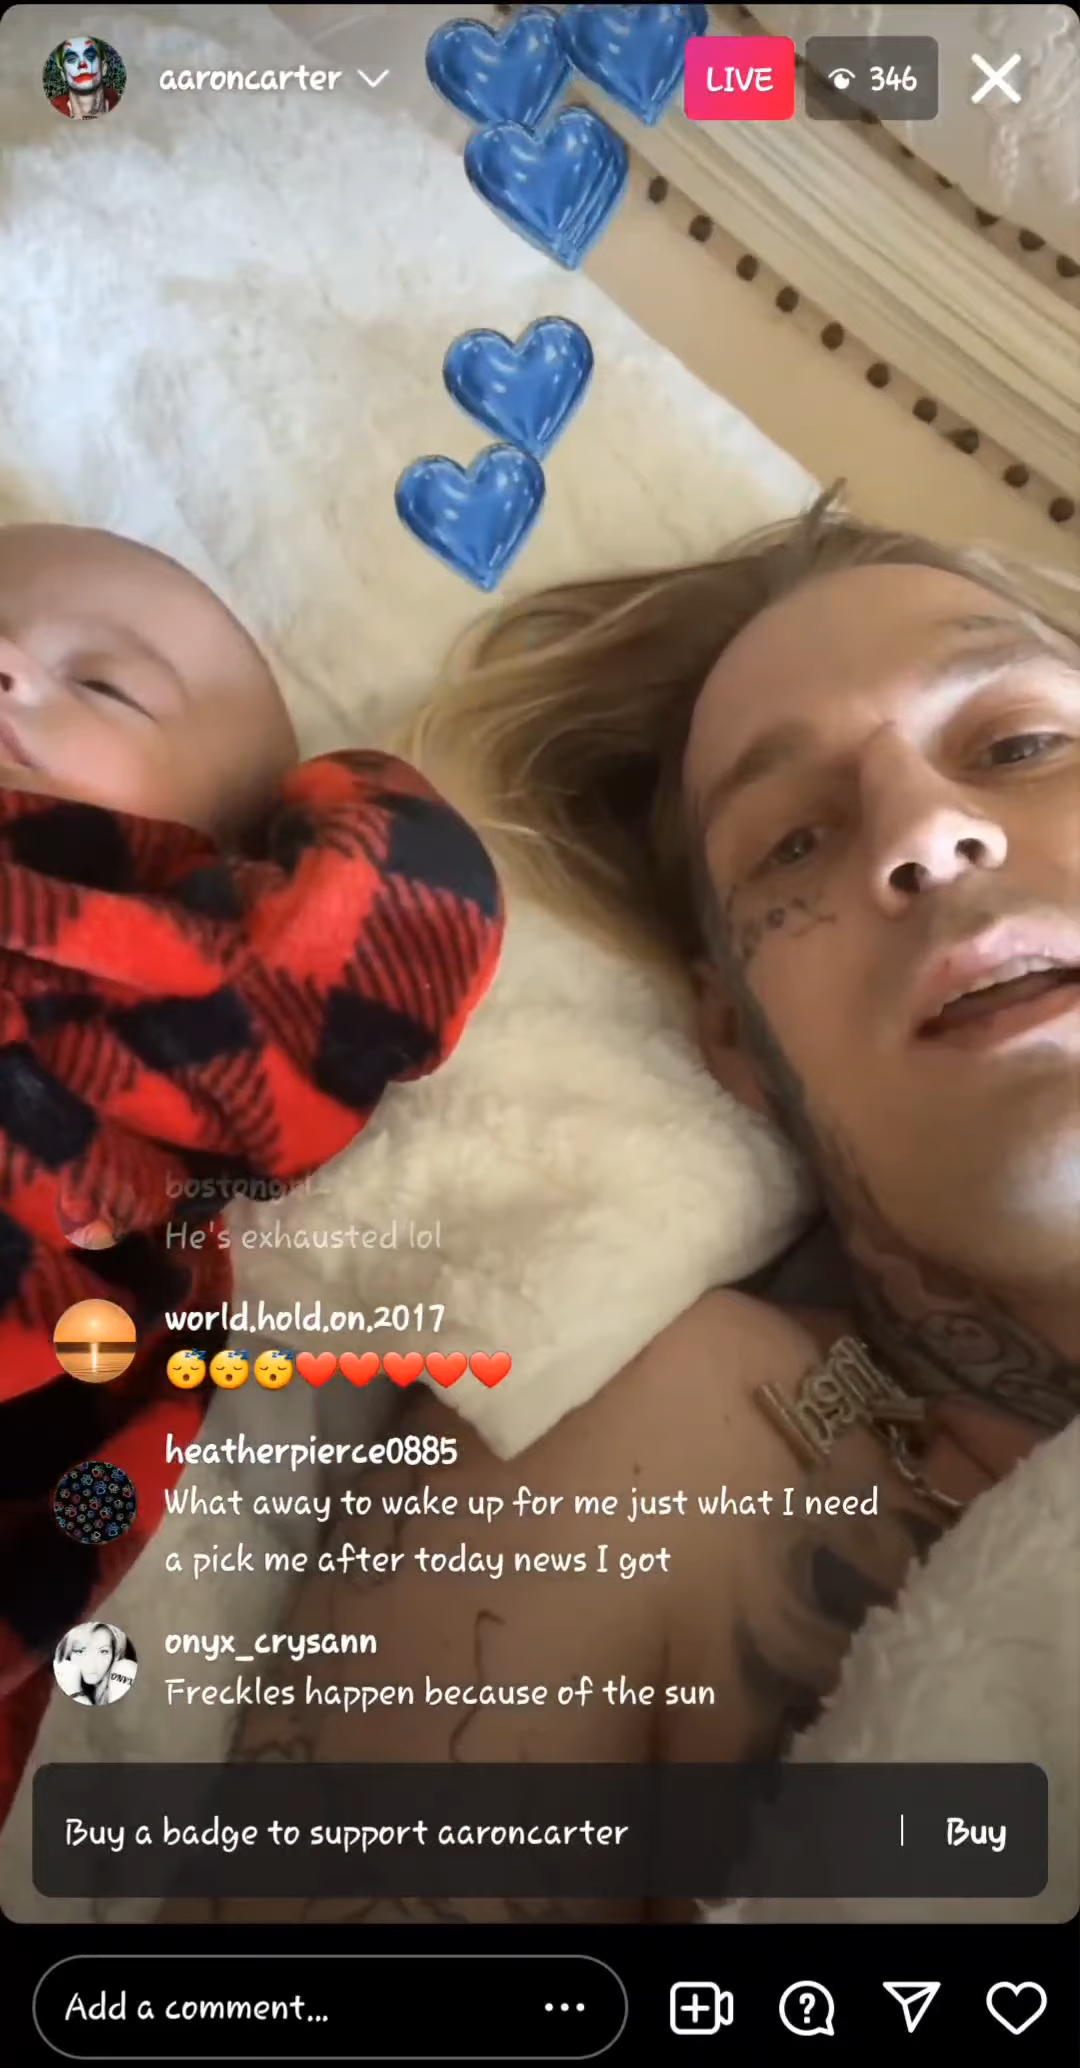 aaroncarter
LIVE
346
He's exhausted lol
world.hold.on.2017
😴😴😴❤️❤️❤️❤️❤️
heatherpierce0885
What away to wake up for me just what I need
a pick me after today news I got
onyx_crysann
Freckles happen because of the sun
Buy a badge to support aaroncarter | Buy
Add a comment...